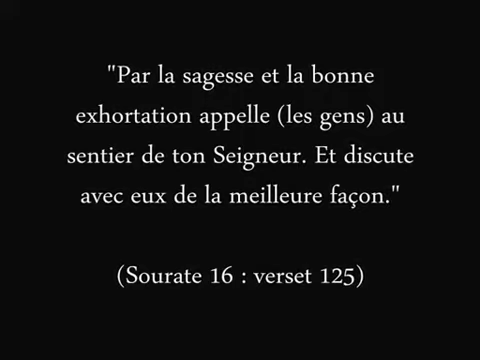 "Par la sagesse et la bonne
exhortation appelle (les gens) au
sentier de ton Seigneur. Et discute
avec eux de la meilleure façon."
(Sourate 16 : verset 125)